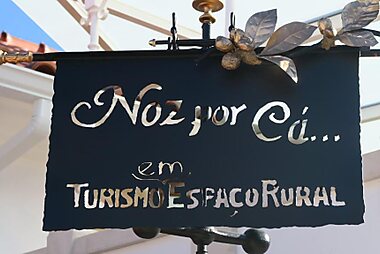 Noz por Cá...
em
TURISMO ESPAÇO RURAL